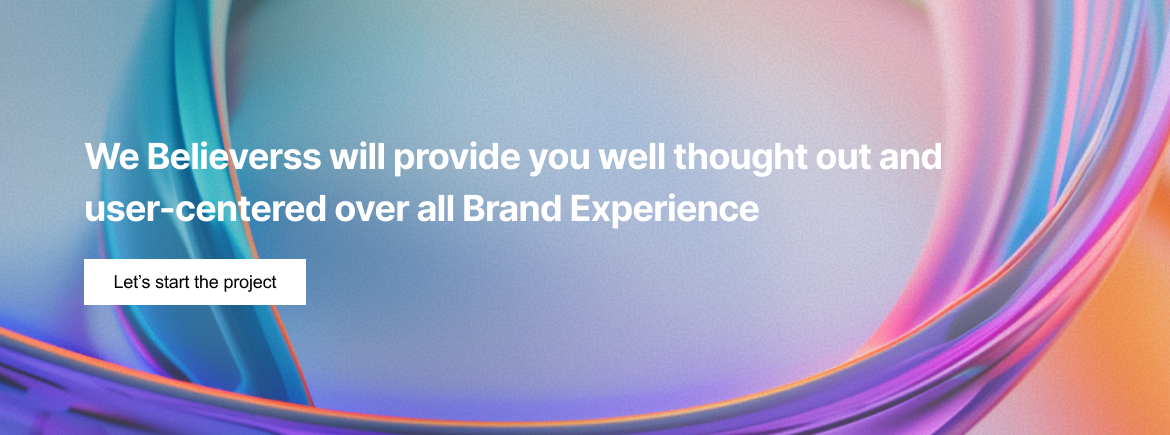 We Believerss will provide you well thought out and
user-centered over all Brand Experience
Let's start the project